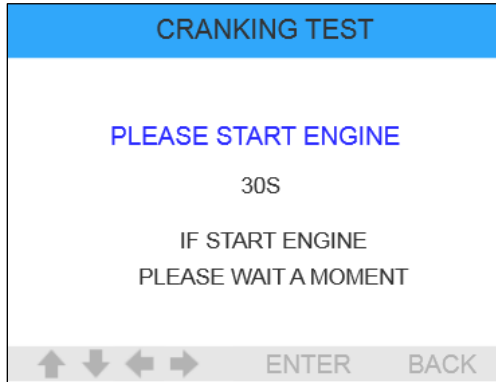 CRANKING TEST
PLEASE START ENGINE
30S
IF START ENGINE
PLEASE WAIT A MOMENT
ENTER BACK